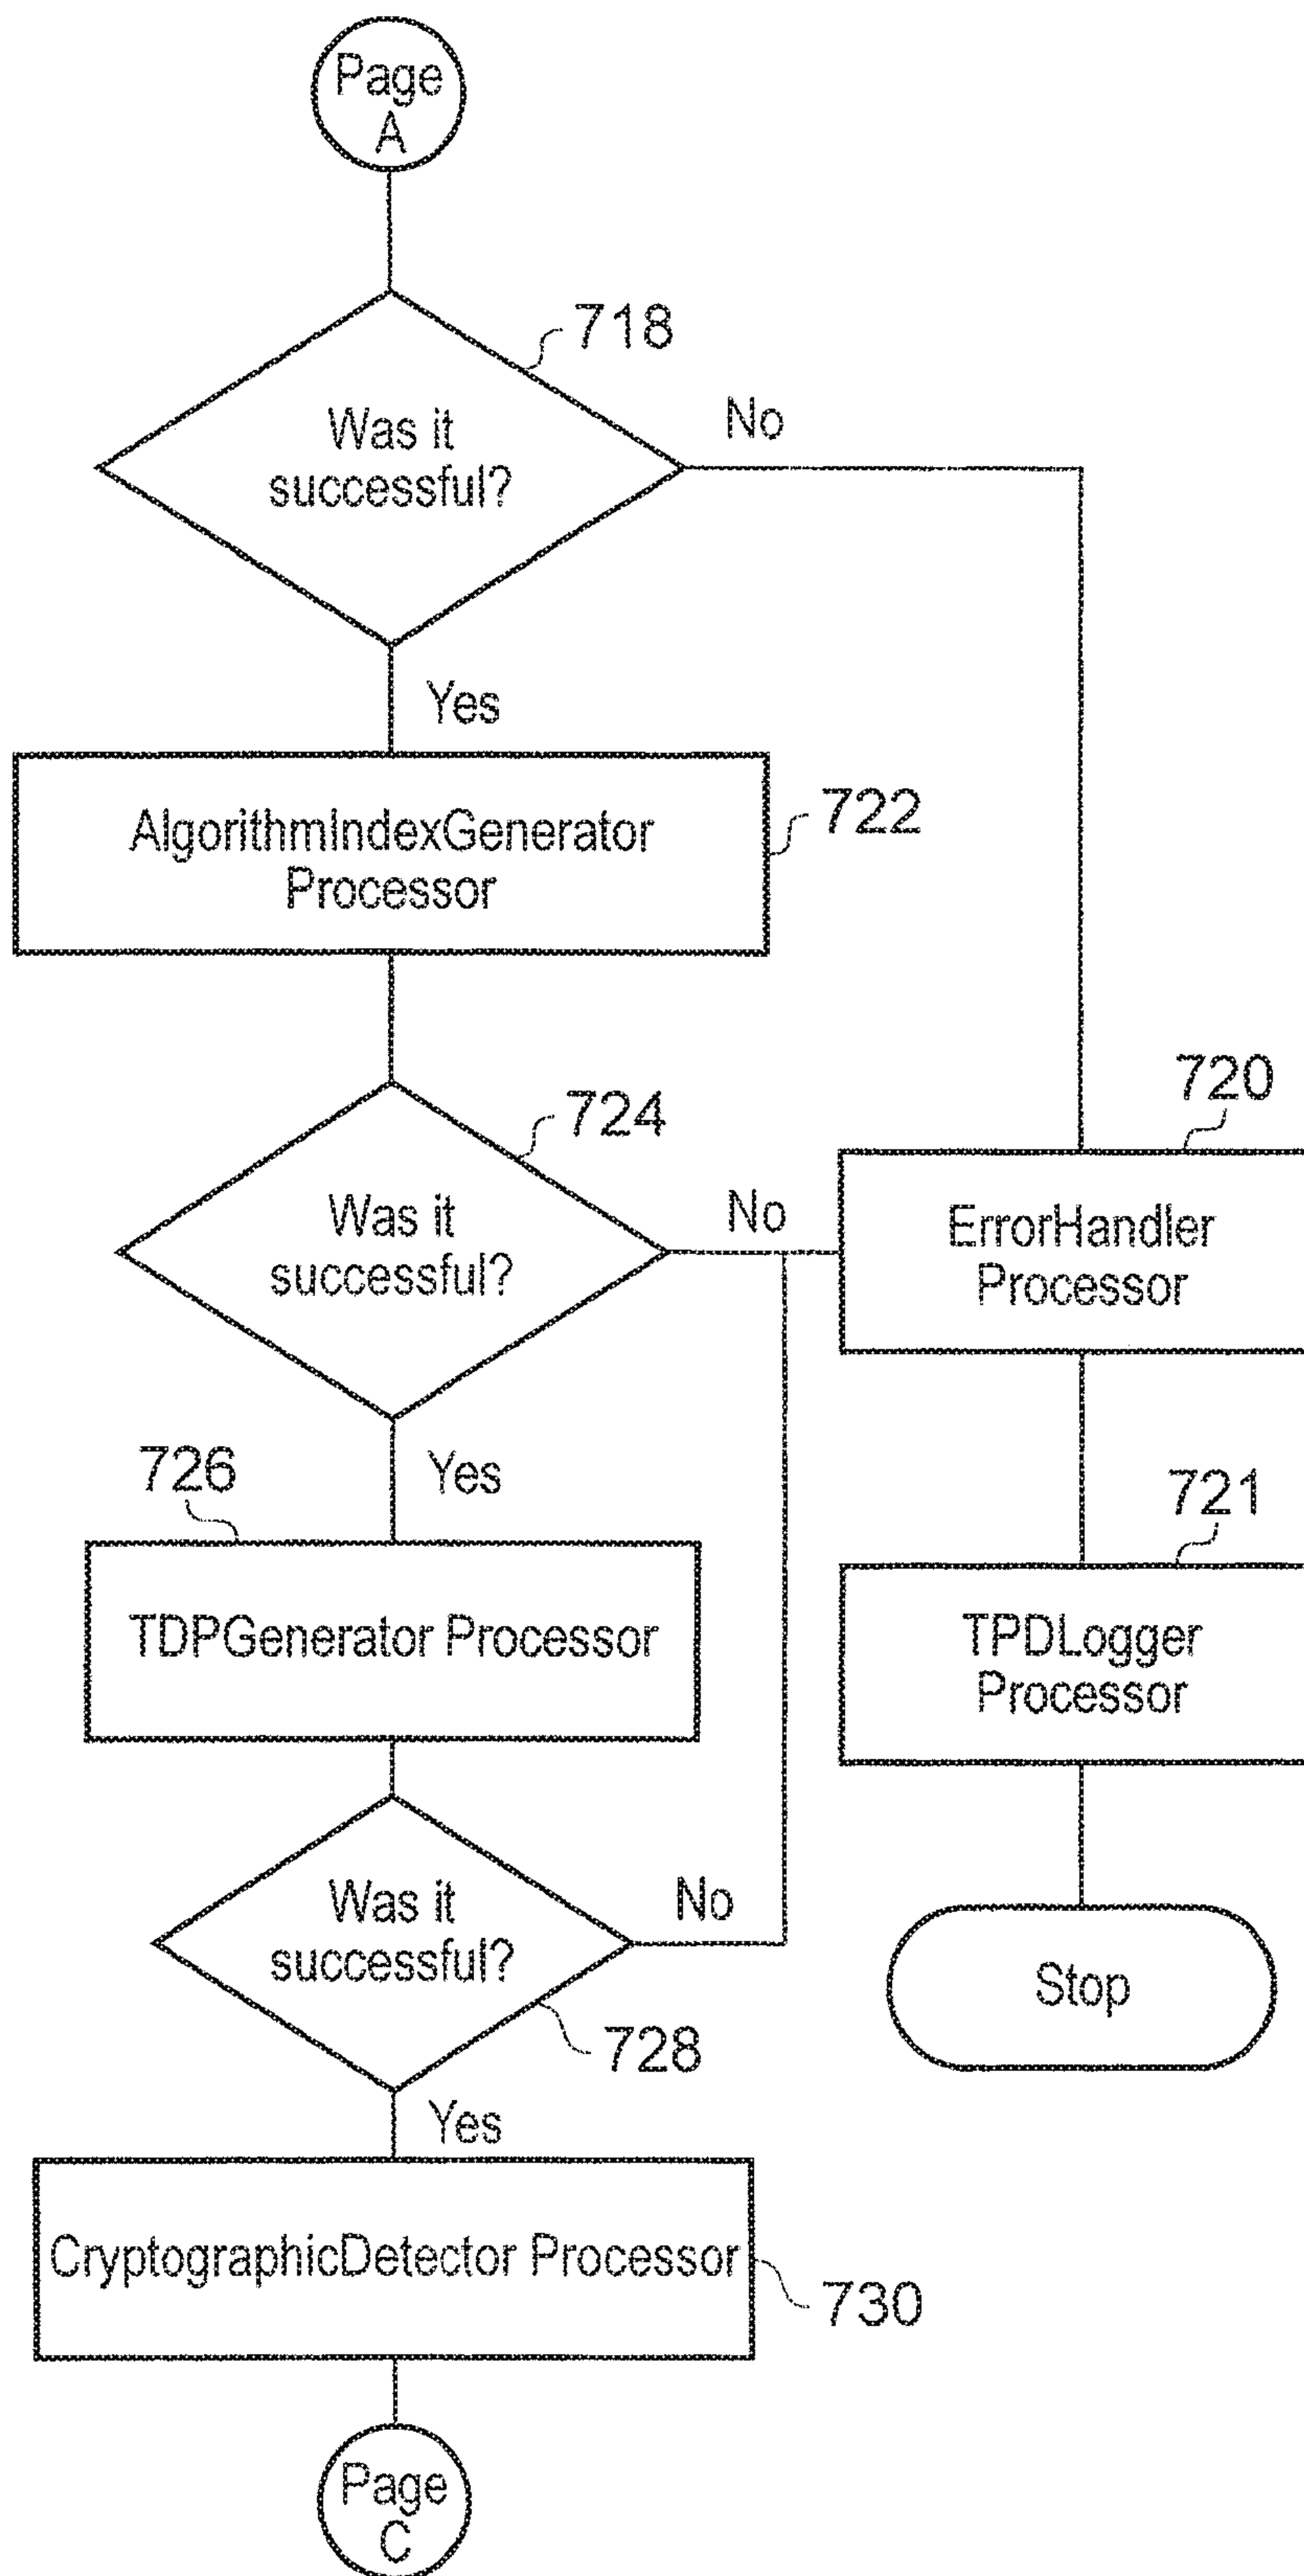 Page
A
718
Was it
successful?
No
Yes
AlgorithmIndexGenerator
Processor
722
724
Was it
successful?
No
720
ErrorHandler
Processor
Yes
726
TDPGenerator Processor
721
TPDLogger
Processor
Was it
successful?
No
728
Stop
Yes
CryptographicDetector Processor
730
Page
C